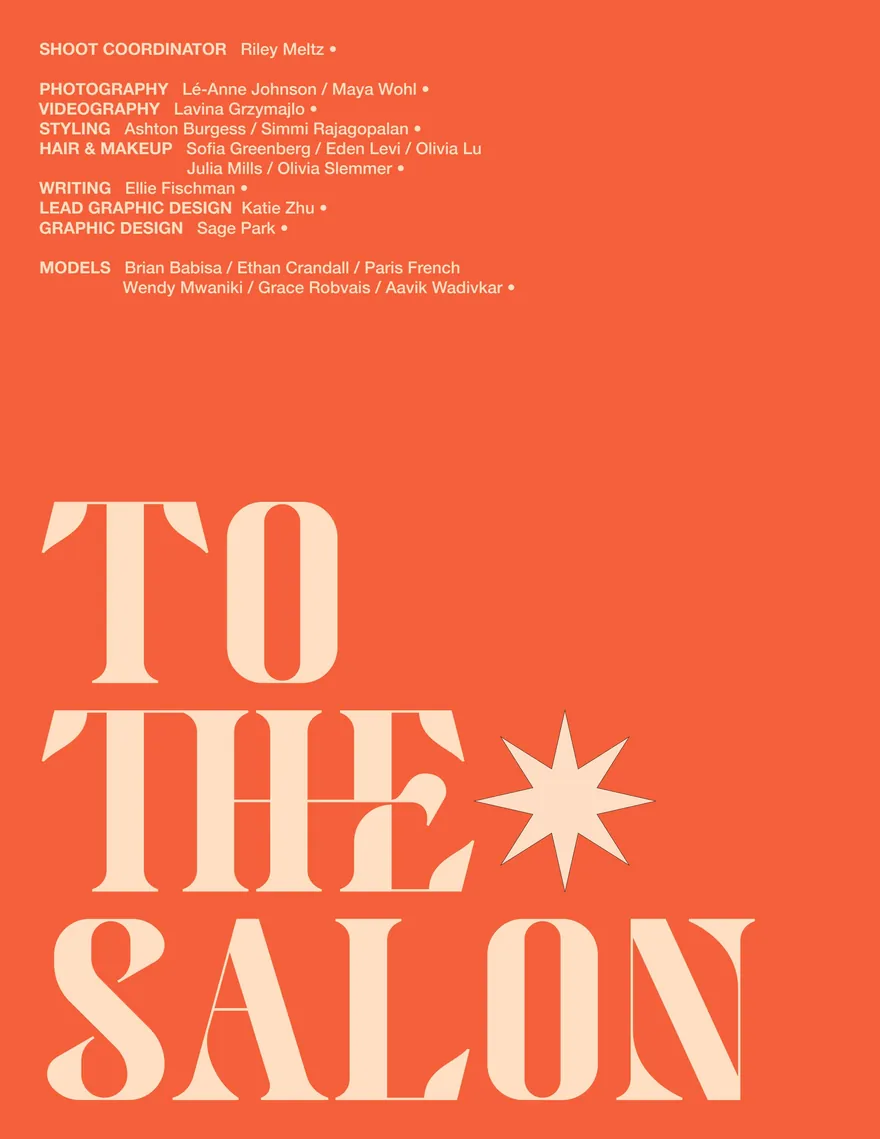 SHOOT COORDINATOR Riley Meltz •
PHOTOGRAPHY Lé-Anne Johnson / Maya Wohl •
VIDEOGRAPHY Lavina Grzymajlo •
STYLING Ashton Burgess / Simmi Rajagopalan •
HAIR & MAKEUP Sofia Greenberg / Eden Levi / Olivia Lu
Julia Mills / Olivia Slemmer •
WRITING Ellie Fischman •
LEAD GRAPHIC DESIGN Katie Zhu •
GRAPHIC DESIGN Sage Park •
MODELS Brian Babisa / Ethan Crandall / Paris French
Wendy Mwaniki / Grace Robvais / Aavik Wadivkar •
TO
THE
SALON